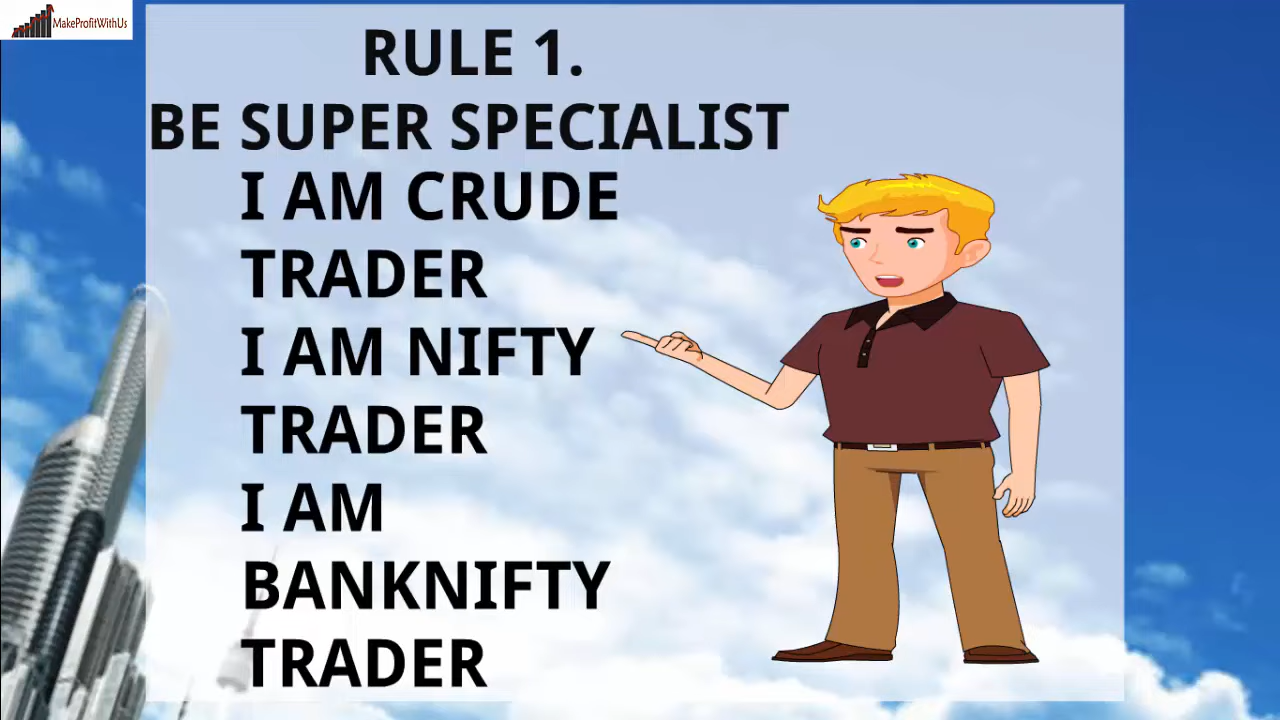 MakeProfitWithUs
RULE 1.
BE SUPER SPECIALIST
I AM CRUDE
TRADER
I AM NIFTY
TRADER
I AM
BANKNIFTY
TRADER